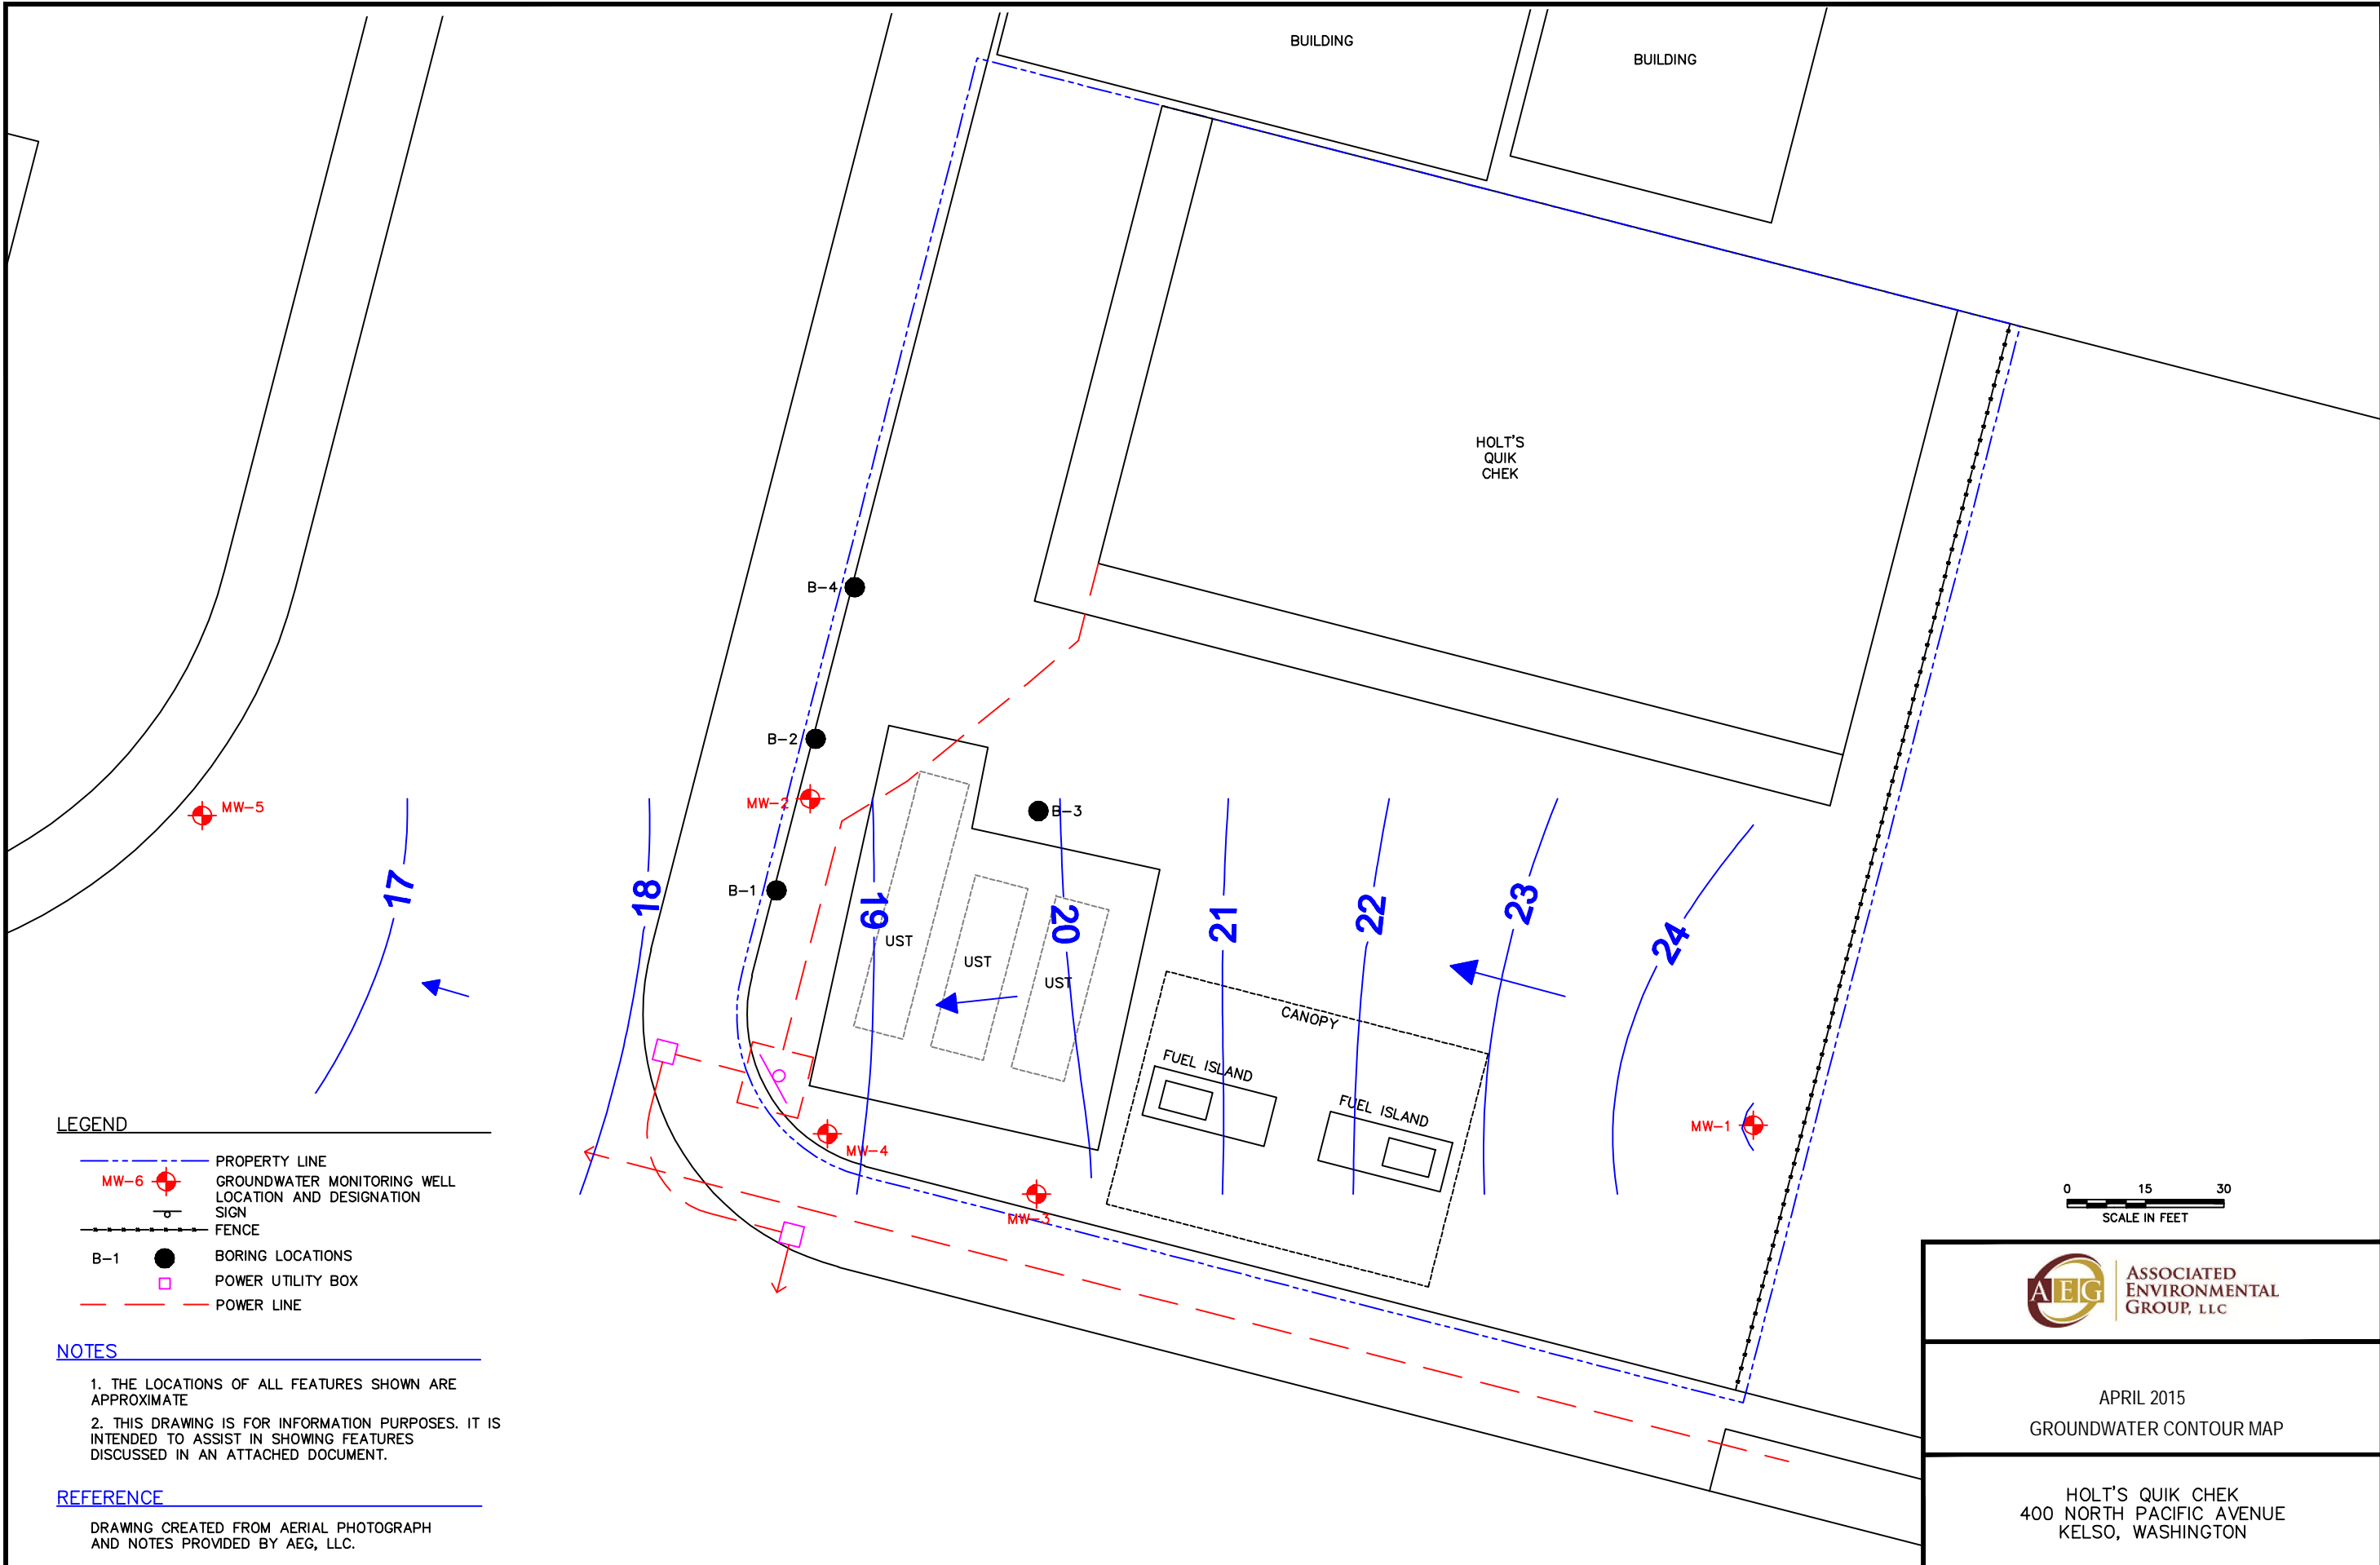 BUILDING
BUILDING
HOLT'S
QUIK
CHEK
B-4
B-2
MW-2
MW-5
B-3
B-1
17
18
19
20
21
22
23
24
UST
UST
UST
CANOPY
FUEL ISLAND
FUEL ISLAND
MW-1
MW-4
MW-3
LEGEND
PROPERTY LINE
MW-6 GROUNDWATER MONITORING WELL
LOCATION AND DESIGNATION
SIGN
FENCE
B-1 BORING LOCATIONS
POWER UTILITY BOX
POWER LINE
NOTES
1. THE LOCATIONS OF ALL FEATURES SHOWN ARE
APPROXIMATE
2. THIS DRAWING IS FOR INFORMATION PURPOSES. IT IS
INTENDED TO ASSIST IN SHOWING FEATURES
DISCUSSED IN AN ATTACHED DOCUMENT.
REFERENCE
DRAWING CREATED FROM AERIAL PHOTOGRAPH
AND NOTES PROVIDED BY AEG, LLC.
0 15 30
SCALE IN FEET
AEG
ASSOCIATED
ENVIRONMENTAL
GROUP, LLC
APRIL 2015
GROUNDWATER CONTOUR MAP
HOLT'S QUIK CHEK
400 NORTH PACIFIC AVENUE
KELSO, WASHINGTON